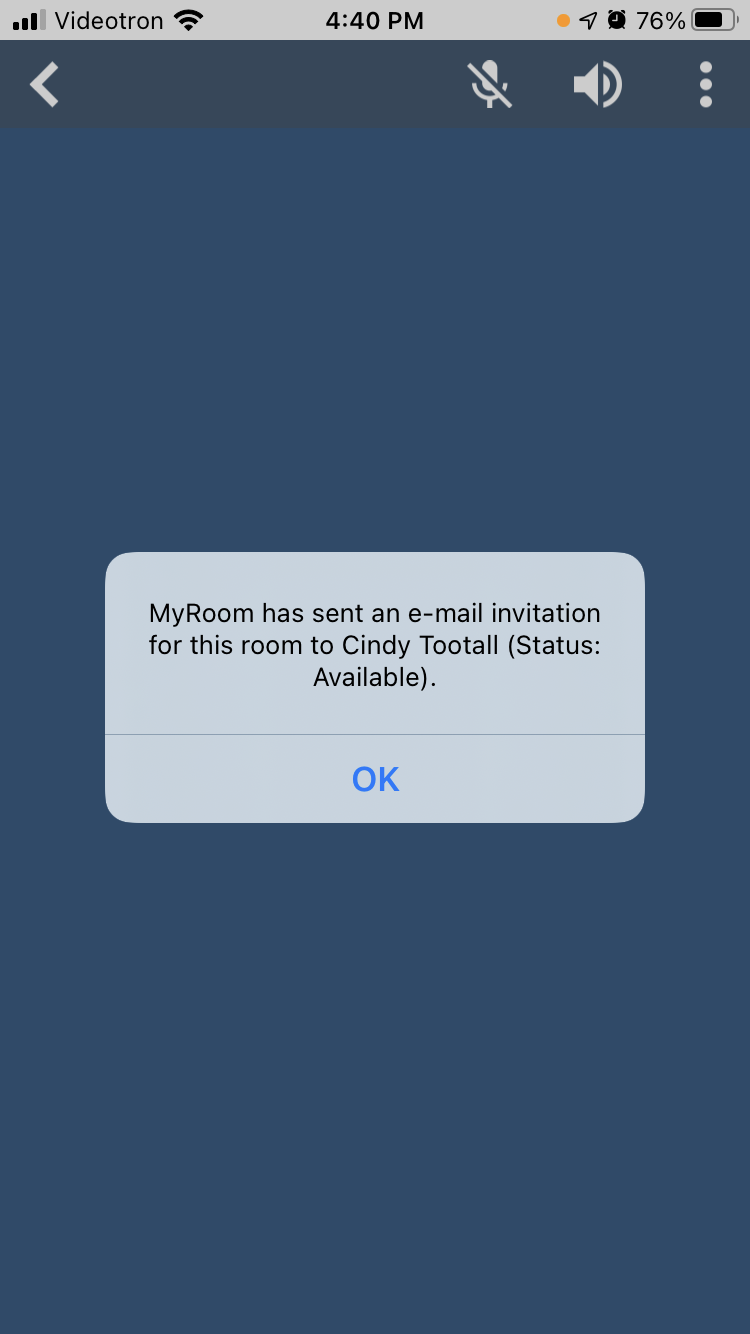 Videotron 4:40 PM 76%
MyRoom has sent an e-mail invitation
for this room to Cindy Tootall (Status:
Available).
OK